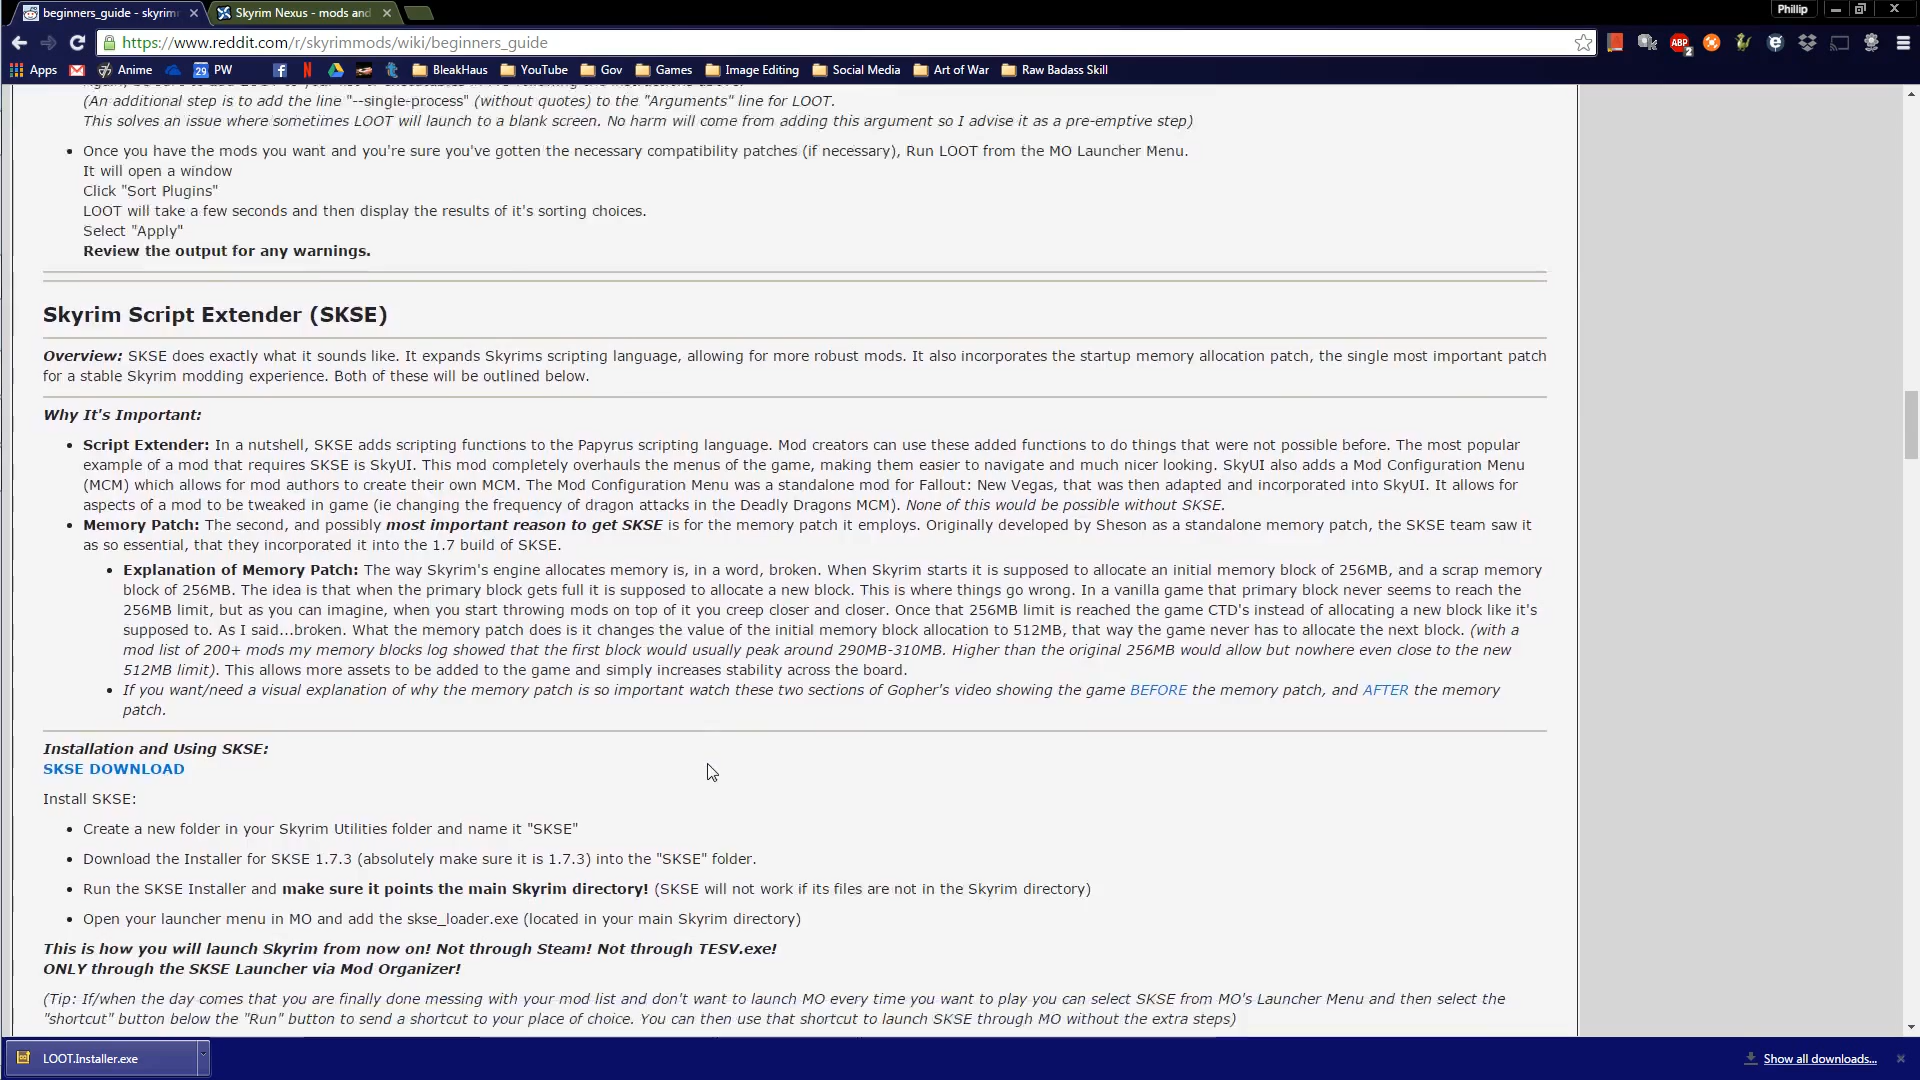 beginners_guide - skyrim
Skyrim Nexus - mods and
Phillip
https://www.reddit.com/r/skyrimmods/wiki/beginners_guide
ABP
2
Apps
Anime
29
PW
BleakHaus
YouTube
Gov
Games
Image Editing
Social Media
Art of War
Raw Badass Skill
(An additional step is to add the line "--single-process" (without quotes) to the "Arguments" line for LOOT.
This solves an issue where sometimes LOOT will launch to a blank screen. No harm will come from adding this argument so I advise it as a pre-emptive step)
Once you have the mods you want and you're sure you've gotten the necessary compatibility patches (if necessary), Run LOOT from the MO Launcher Menu.
It will open a window
Click "Sort Plugins"
LOOT will take a few seconds and then display the results of it's sorting choices.
Select "Apply"
Review the output for any warnings.
Skyrim Script Extender (SKSE)
Overview: SKSE does exactly what it sounds like. It expands Skyrims scripting language, allowing for more robust mods. It also incorporates the startup memory allocation patch, the single most important patch
for a stable Skyrim modding experience. Both of these will be outlined below.
Why It's Important:
Script Extender: In a nutshell, SKSE adds scripting functions to the Papyrus scripting language. Mod creators can use these added functions to do things that were not possible before. The most popular
example of a mod that requires SKSE is SkyUI. This mod completely overhauls the menus of the game, making them easier to navigate and much nicer looking. SkyUI also adds a Mod Configuration Menu
(MCM) which allows for mod authors to create their own MCM. The Mod Configuration Menu was a standalone mod for Fallout: New Vegas, that was then adapted and incorporated into SkyUI. It allows for
aspects of a mod to be tweaked in game (ie changing the frequency of dragon attacks in the Deadly Dragons MCM). None of this would be possible without SKSE.
Memory Patch: The second, and possibly most important reason to get SKSE is for the memory patch it employs. Originally developed by Sheson as a standalone memory patch, the SKSE team saw it
as so essential, that they incorporated it into the 1.7 build of SKSE.
Explanation of Memory Patch: The way Skyrim's engine allocates memory is, in a word, broken. When Skyrim starts it is supposed to allocate an initial memory block of 256MB, and a scrap memory
block of 256MB. The idea is that when the primary block gets full it is supposed to allocate a new block. This is where things go wrong. In a vanilla game that primary block never seems to reach the
256MB limit, but as you can imagine, when you start throwing mods on top of it you creep closer and closer. Once that 256MB limit is reached the game CTD's instead of allocating a new block like it's
supposed to. As I said...broken. What the memory patch does is it changes the value of the initial memory block allocation to 512MB, that way the game never has to allocate the next block. (with a
mod list of 200+ mods my memory blocks log showed that the first block would usually peak around 290MB-310MB. Higher than the original 256MB would allow but nowhere even close to the new
512MB limit). This allows more assets to be added to the game and simply increases stability across the board.
If you want/need a visual explanation of why the memory patch is so important watch these two sections of Gopher's video showing the game BEFORE the memory patch, and AFTER the memory
patch.
Installation and Using SKSE:
SKSE DOWNLOAD
Install SKSE:
Create a new folder in your Skyrim Utilities folder and name it "SKSE"
Download the Installer for SKSE 1.7.3 (absolutely make sure it is 1.7.3) into the "SKSE" folder.
Run the SKSE Installer and make sure it points the main Skyrim directory! (SKSE will not work if its files are not in the Skyrim directory)
Open your launcher menu in MO and add the skse_loader.exe (located in your main Skyrim directory)
This is how you will launch Skyrim from now on! Not through Steam! Not through TESV.exe!
ONLY through the SKSE Launcher via Mod Organizer!
(Tip: If/when the day comes that you are finally done messing with your mod list and don't want to launch MO every time you want to play you can select SKSE from MO's Launcher Menu and then select the
"shortcut" button below the "Run" button to send a shortcut to your place of choice. You can then use that shortcut to launch SKSE through MO without the extra steps)
LOOT.Installer.exe
Show all downloads...